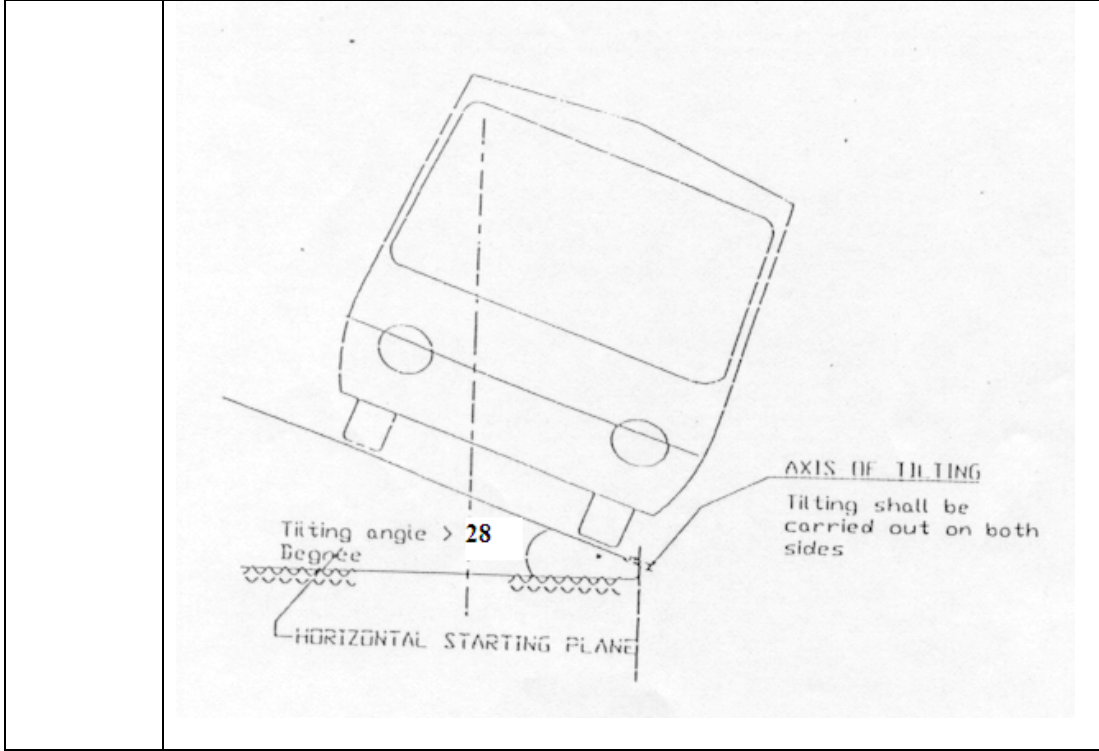 AXIS OF TILTING
Tilting shall be
carried out on both
sides
Tilting angle > 28
Degree
HORIZONTAL STARTING PLANE